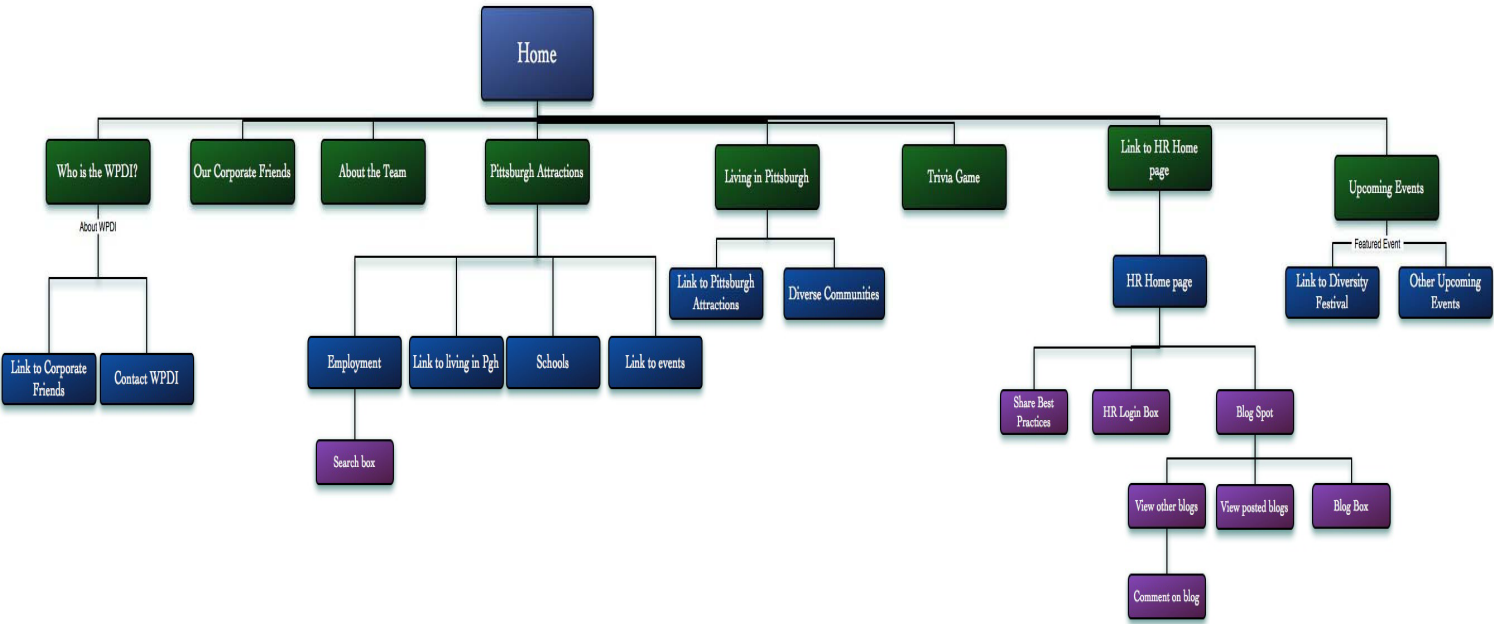 Home
Who is the WPDI?
Our Corporate Friends
About the Team
Pittsburgh Attractions
Living in Pittsburgh
Trivia Game
Link to HR Home
page
Upcoming Events
About WPDI
Featured Event
Link to Corporate
Friends
Contact WPDI
Employment
Link to living in Pgh
Schools
Link to events
Link to Pittsburgh
Attractions
Diverse Communities
HR Home page
Link to Diversity
Festival
Other Upcoming
Events
Search box
Share Best
Practices
HR Login Box
Blog Spot
View other blogs
View posted blogs
Blog Box
Comment on blog